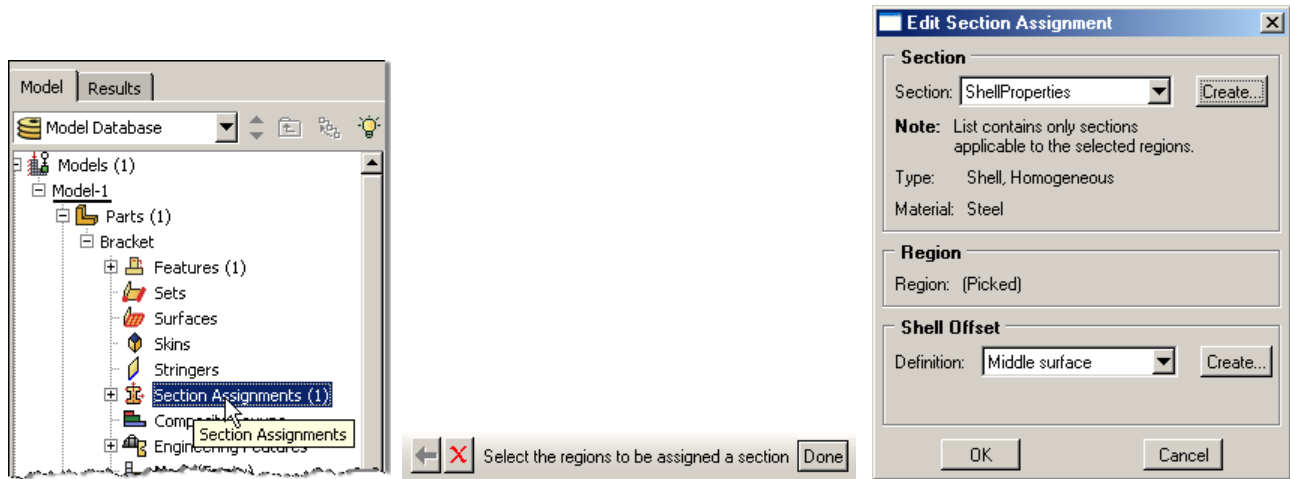 Model
Results
Model Database
Models (1)
Model-1
Parts (1)
Bracket
Features (1)
Sets
Surfaces
Skins
Stringers
Section Assignments (1)
Section Assignments
Engineering Features
Select the regions to be assigned a section Done
Edit Section Assignment
Section
Section: ShellProperties Create...
Note: List contains only sections
applicable to the selected regions.
Type: Shell, Homogeneous
Material: Steel
Region
Region: (Picked)
Shell Offset
Definition: Middle surface Create...
OK Cancel